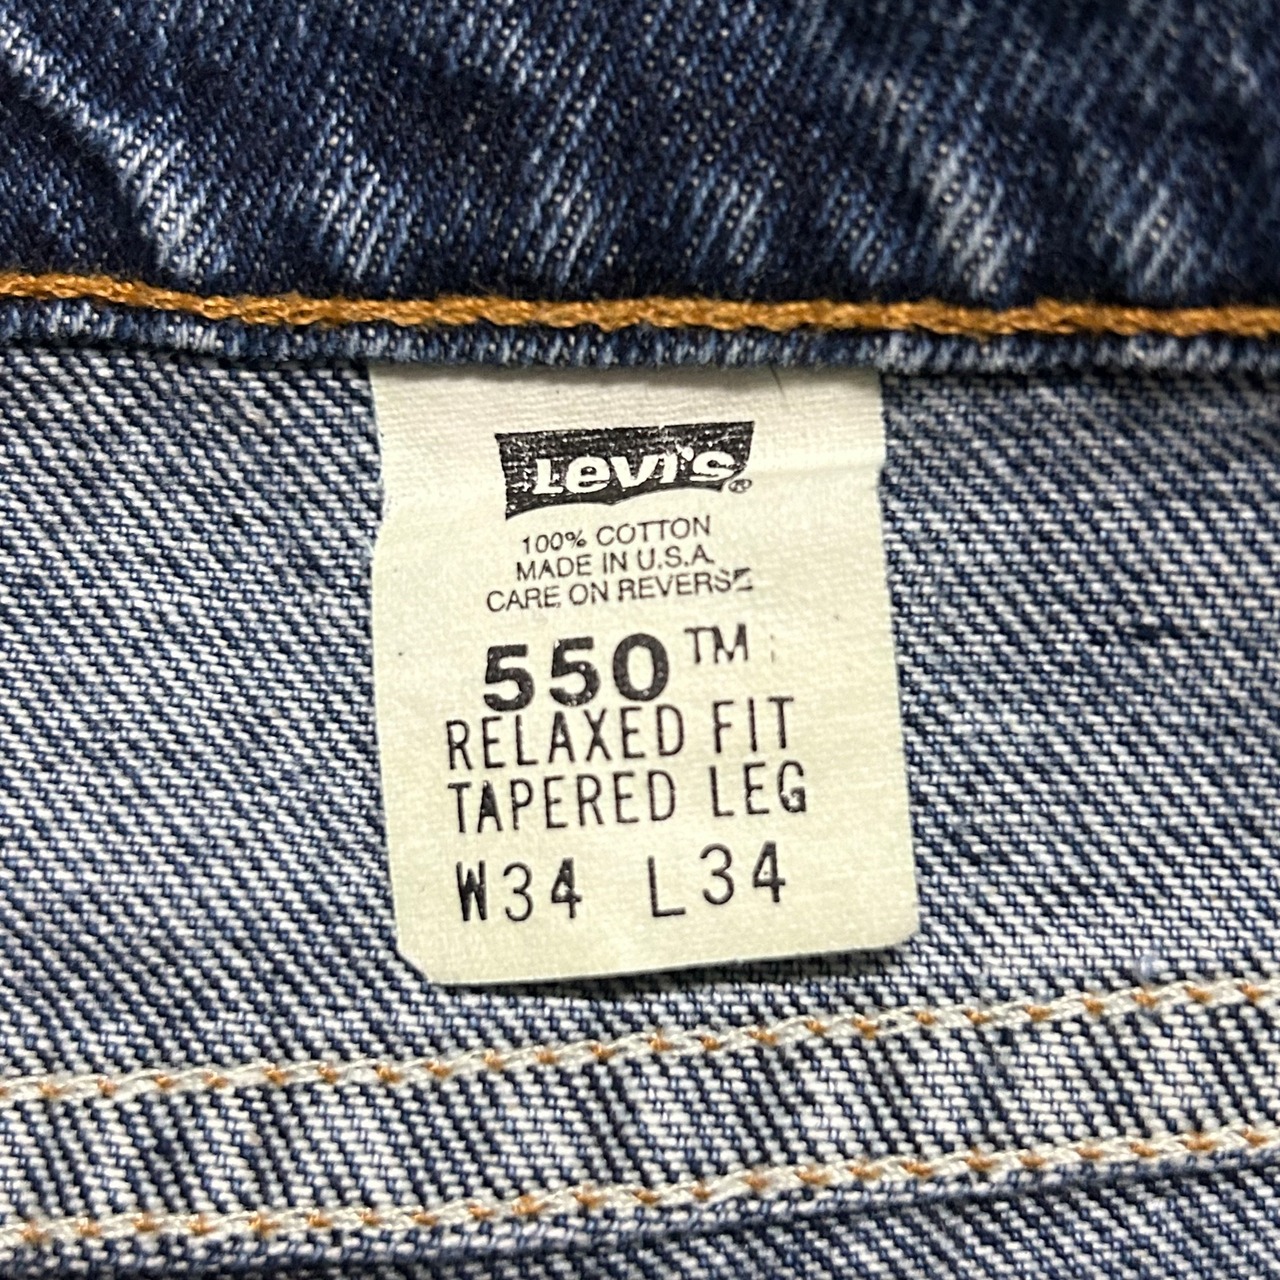 Levi's®
100% COTTON
MADE IN U.S.A.
CARE ON REVERSE
550™
RELAXED FIT
TAPERED LEG
W34 L34